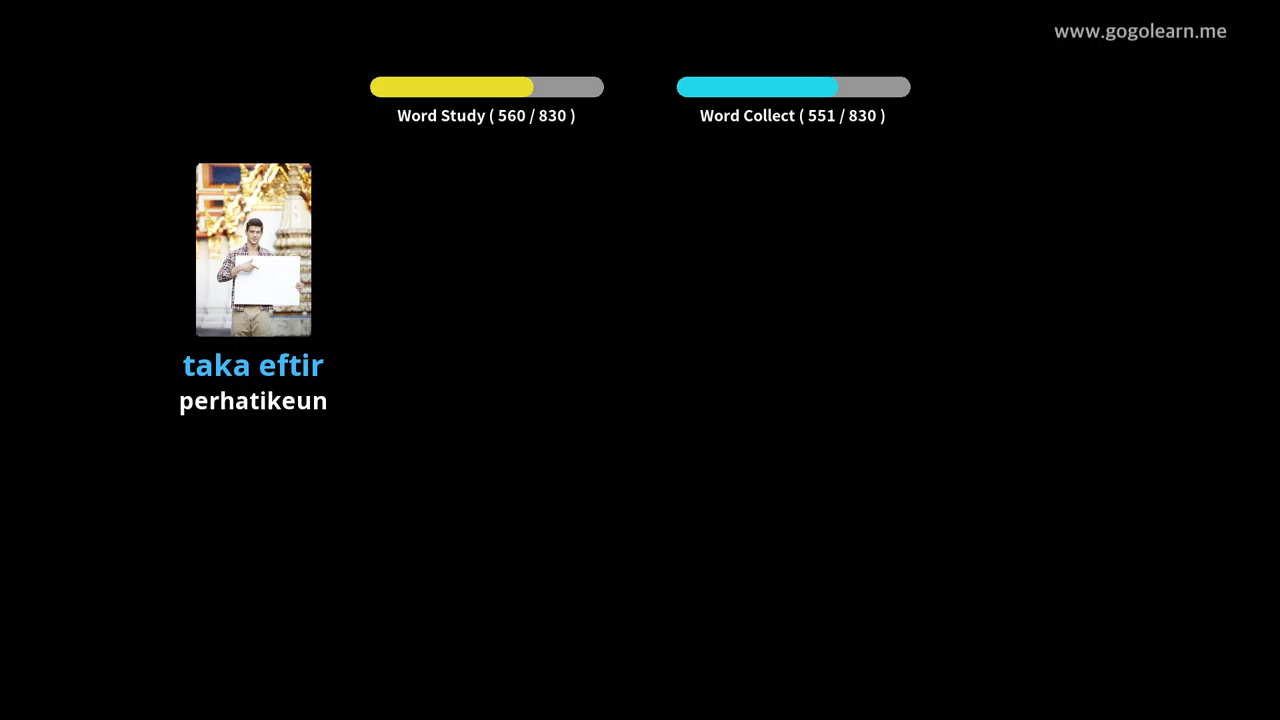 www.gogolearn.me
Word Study ( 560 / 830 )
Word Collect ( 551 / 830 )
taka eftir
perhatikeun